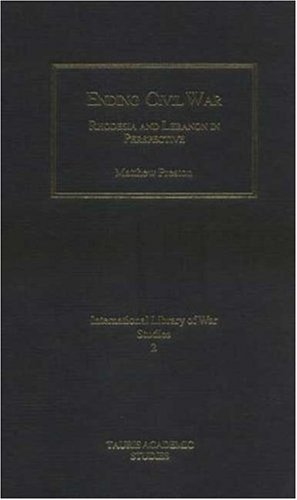 ENDING CIVIL WAR
RHODESIA AND LEBANON IN
PERSPECTIVE
Matthew Preston
International Library of War
Studies
2
TAURIS ACADEMIC
STUDIES